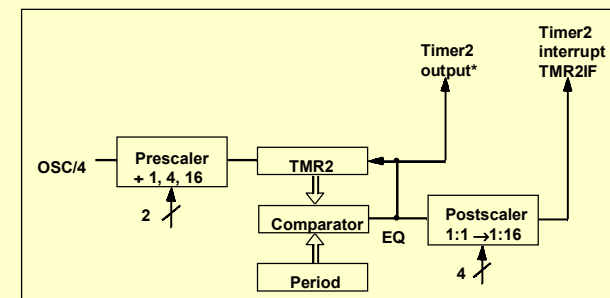 Timer2
output*
Timer2
interrupt
TMR2IF
OSC/4
Prescaler
+ 1, 4, 16
TMR2
2
Comparator
EQ
Postscaler
1:1 →1:16
Period
4